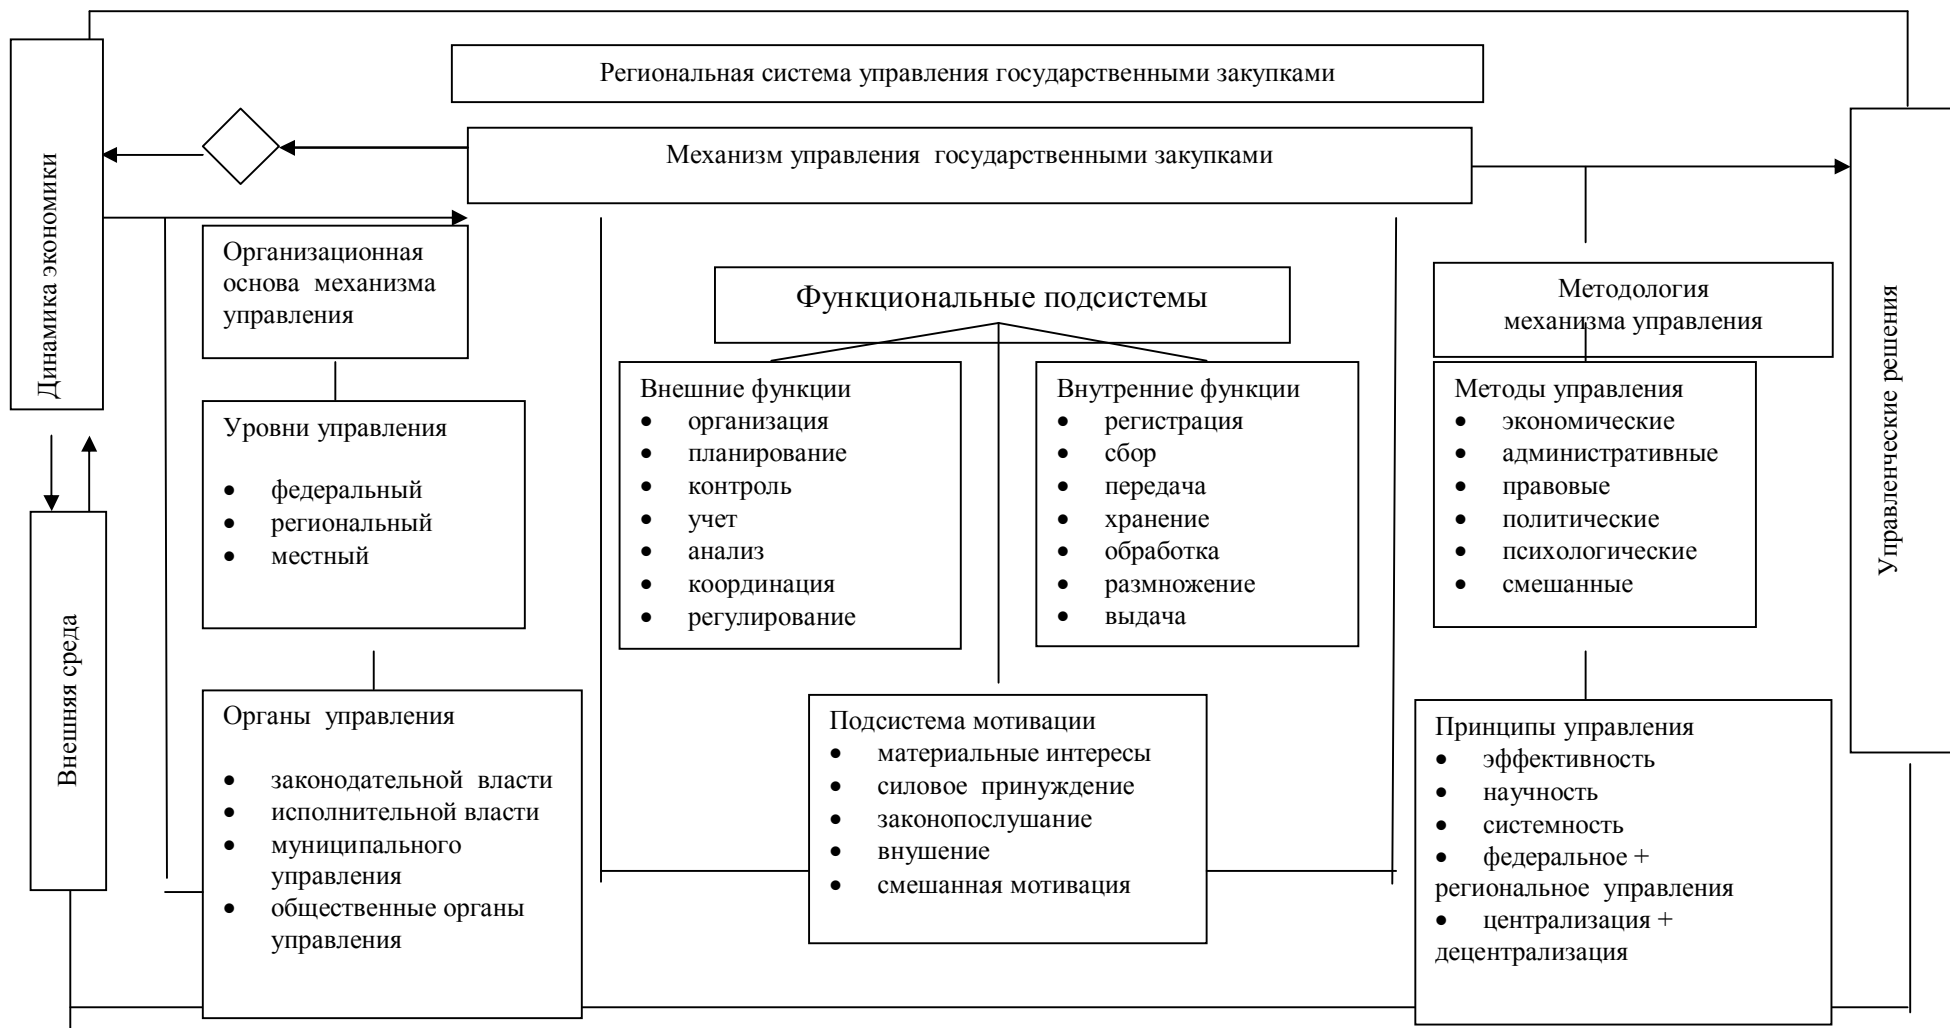 Региональная система управления государственными закупками
Механизм управления государственными закупками
Динамика экономики
Внешняя среда
Организационная
основа механизма
управления
Уровни управления
• федеральный
• региональный
• местный
Органы управления
• законодательной власти
• исполнительной власти
• муниципального
управления
• общественные органы
управления
Функциональные подсистемы
Внешние функции
• организация
• планирование
• контроль
• учет
• анализ
• координация
• регулирование
Внутренние функции
• регистрация
• сбор
• передача
• хранение
• обработка
• размножение
• выдача
Подсистема мотивации
• материальные интересы
• силовое принуждение
• законопослушание
• внушение
• смешанная мотивация
Методология
механизма управления
Методы управления
• экономические
• административные
• правовые
• политические
• психологические
• смешанные
Принципы управления
• эффективность
• научность
• системность
• федеральное +
региональное управления
• централизация +
децентрализация
Управленческие решения